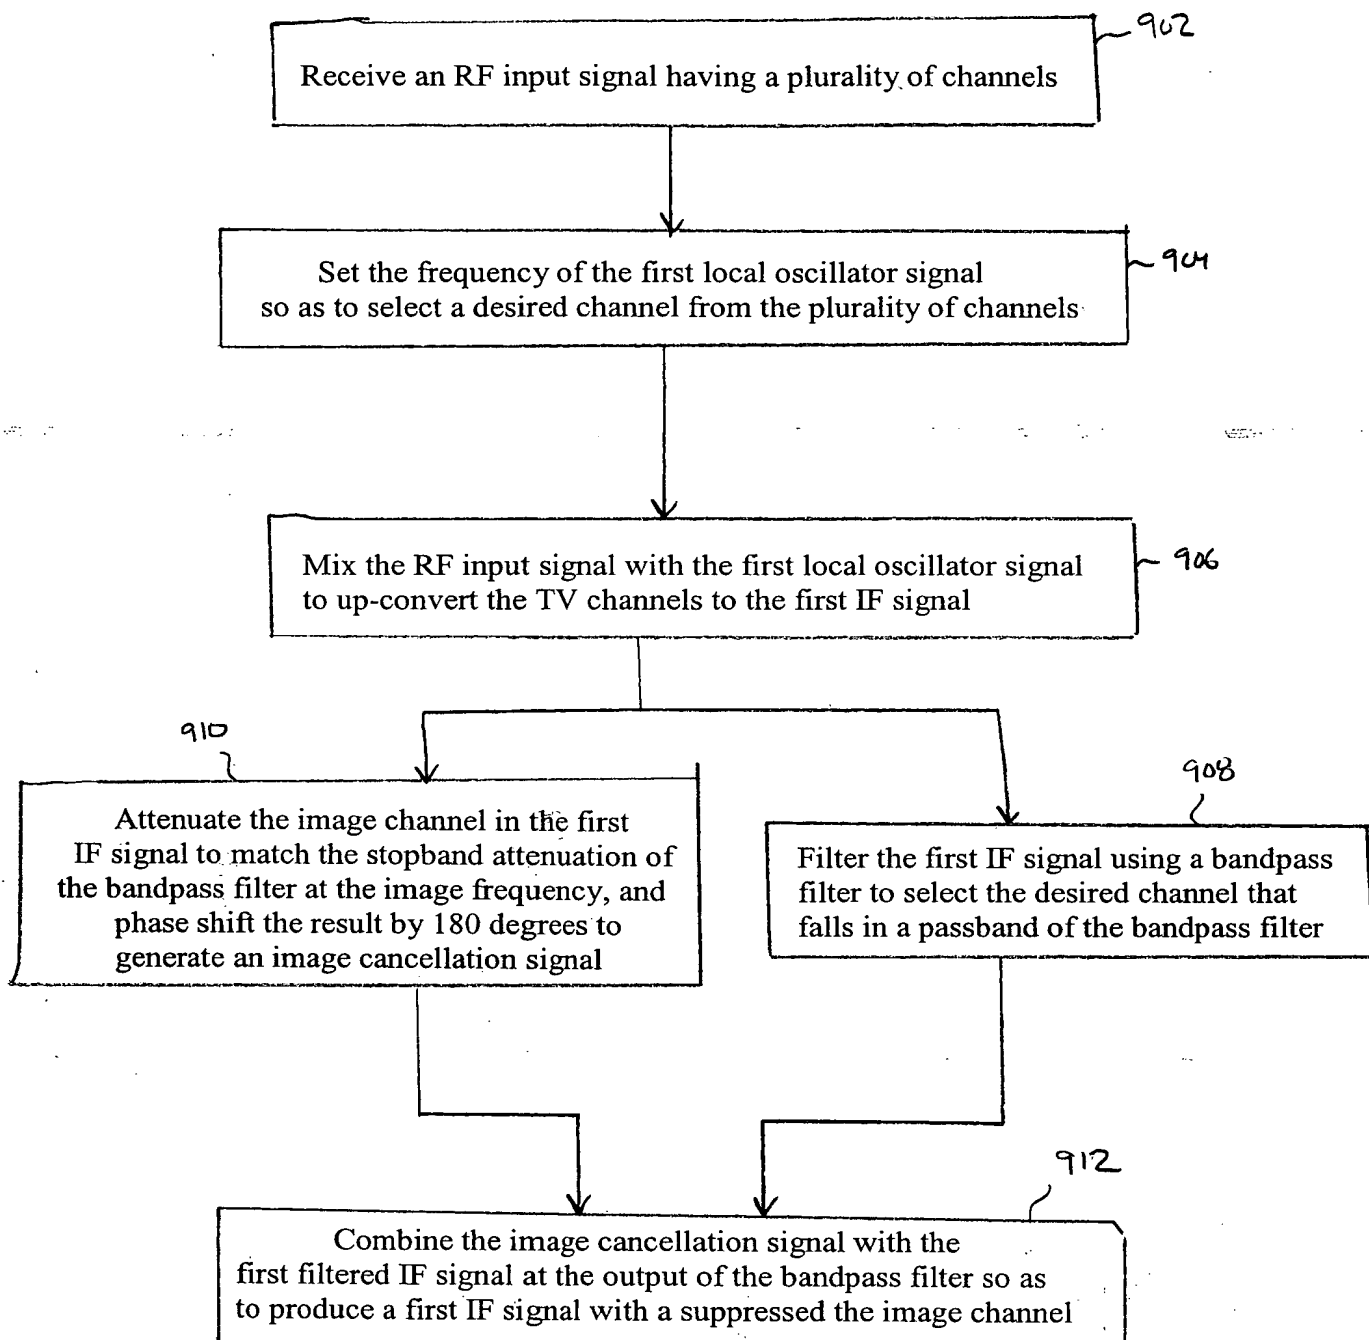 902
Receive an RF input signal having a plurality of channels
904
Set the frequency of the first local oscillator signal
so as to select a desired channel from the plurality of channels
906
Mix the RF input signal with the first local oscillator signal
to up-convert the TV channels to the first IF signal
910
Attenuate the image channel in the first
IF signal to match the stopband attenuation of
the bandpass filter at the image frequency, and
phase shift the result by 180 degrees to
generate an image cancellation signal
908
Filter the first IF signal using a bandpass
filter to select the desired channel that
falls in a passband of the bandpass filter
912
Combine the image cancellation signal with the
first filtered IF signal at the output of the bandpass filter so as
to produce a first IF signal with a suppressed the image channel